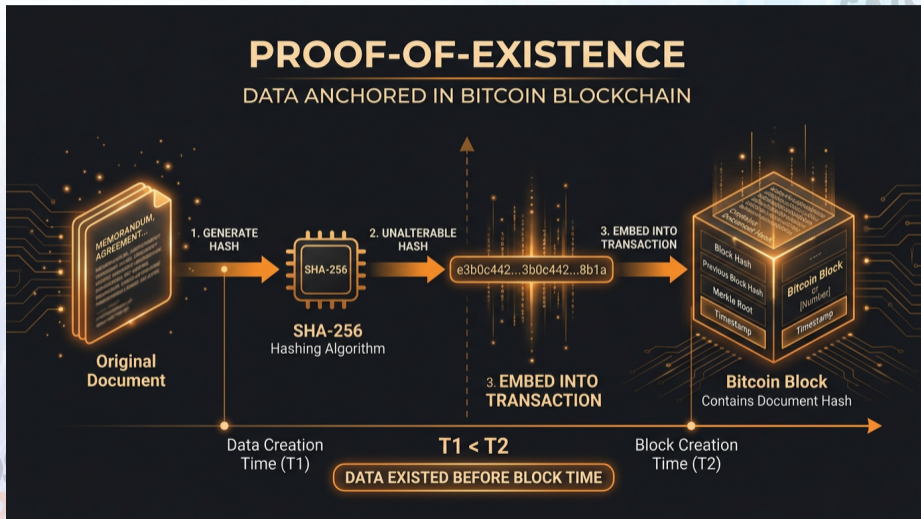 PROOF-OF-EXISTENCE
DATA ANCHORED IN BITCOIN BLOCKCHAIN
MEMORANDUM,
AGREEMENT...
Original
Document
1. GENERATE
HASH
SHA-256
SHA-256
Hashing Algorithm
2. UNALTERABLE
HASH
e3b0c442...3b0c442...8b1a
3. EMBED INTO
TRANSACTION
3. EMBED INTO
TRANSACTION
Block Hash
Previous Block Hash
Merkle Root
Timestamp
Bitcoin Block
or
[Number]
Timestamp
Bitcoin Block
Contains Document Hash
Data Creation
Time (T1)
T1 < T2
DATA EXISTED BEFORE BLOCK TIME
Block Creation
Time (T2)